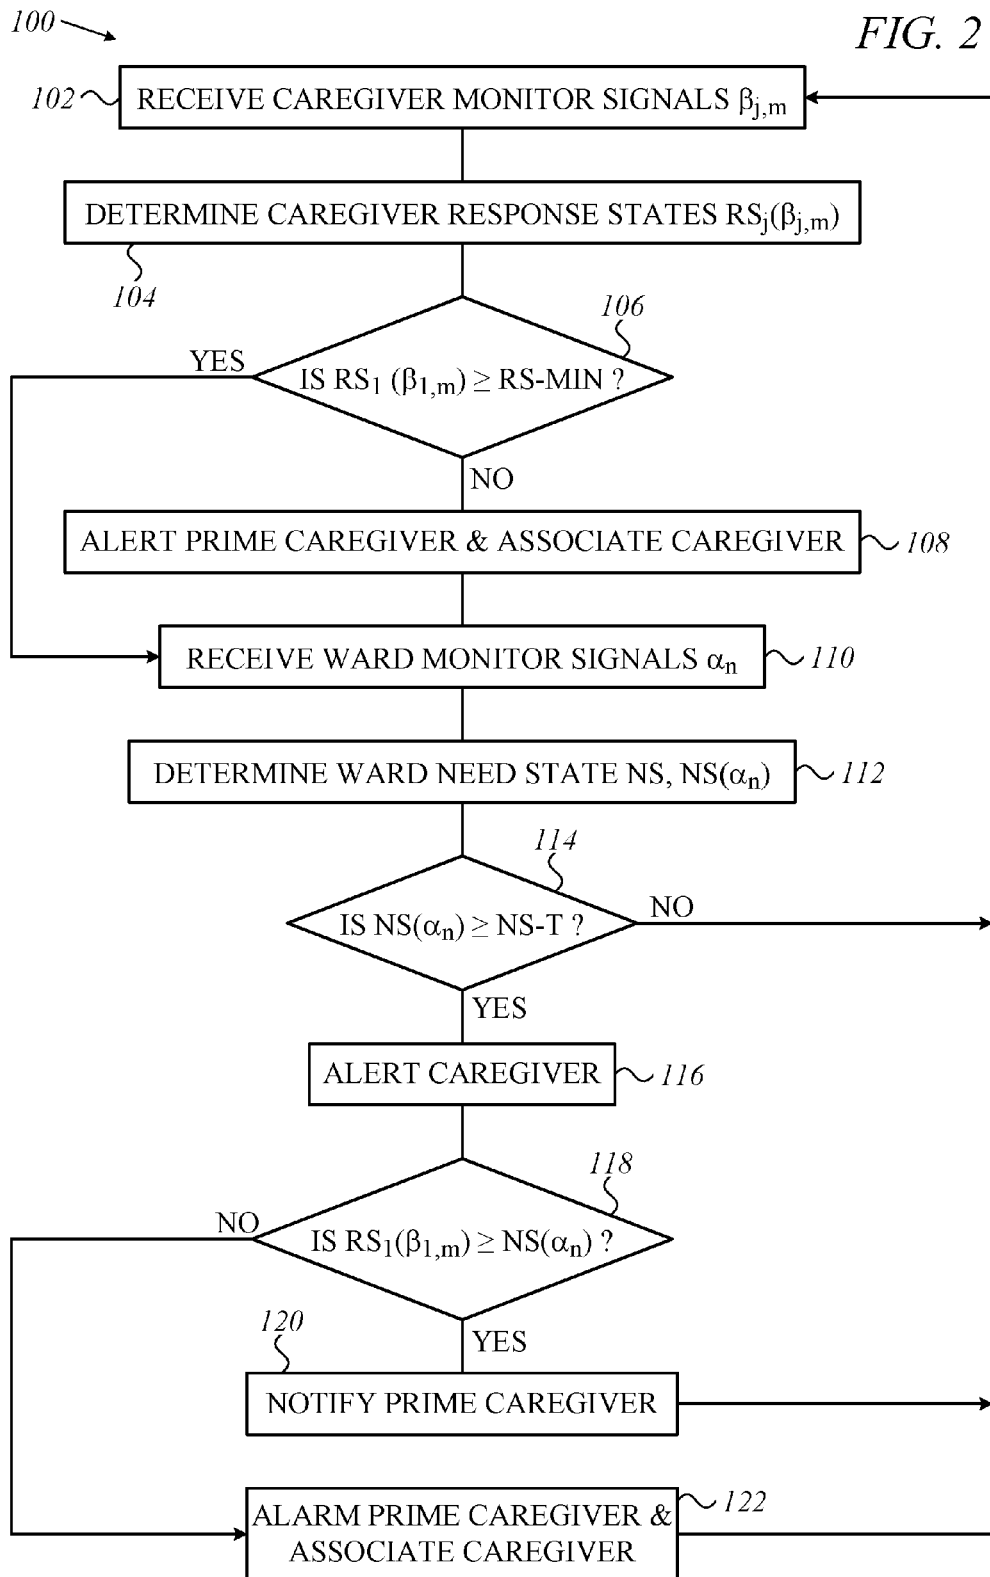 100
FIG. 2
102
RECEIVE CAREGIVER MONITOR SIGNALS βj,m
DETERMINE CAREGIVER RESPONSE STATES RSj(βj,m)
104
106
YES
IS RS1 (β1,m) ≥ RS-MIN ?
NO
ALERT PRIME CAREGIVER & ASSOCIATE CAREGIVER
108
RECEIVE WARD MONITOR SIGNALS αn
110
DETERMINE WARD NEED STATE NS, NS(αn)
112
114
IS NS(αn) ≥ NS-T ?
NO
YES
ALERT CAREGIVER
116
118
NO
IS RS1(β1,m) ≥ NS(αn) ?
120
YES
NOTIFY PRIME CAREGIVER
122
ALARM PRIME CAREGIVER &
ASSOCIATE CAREGIVER